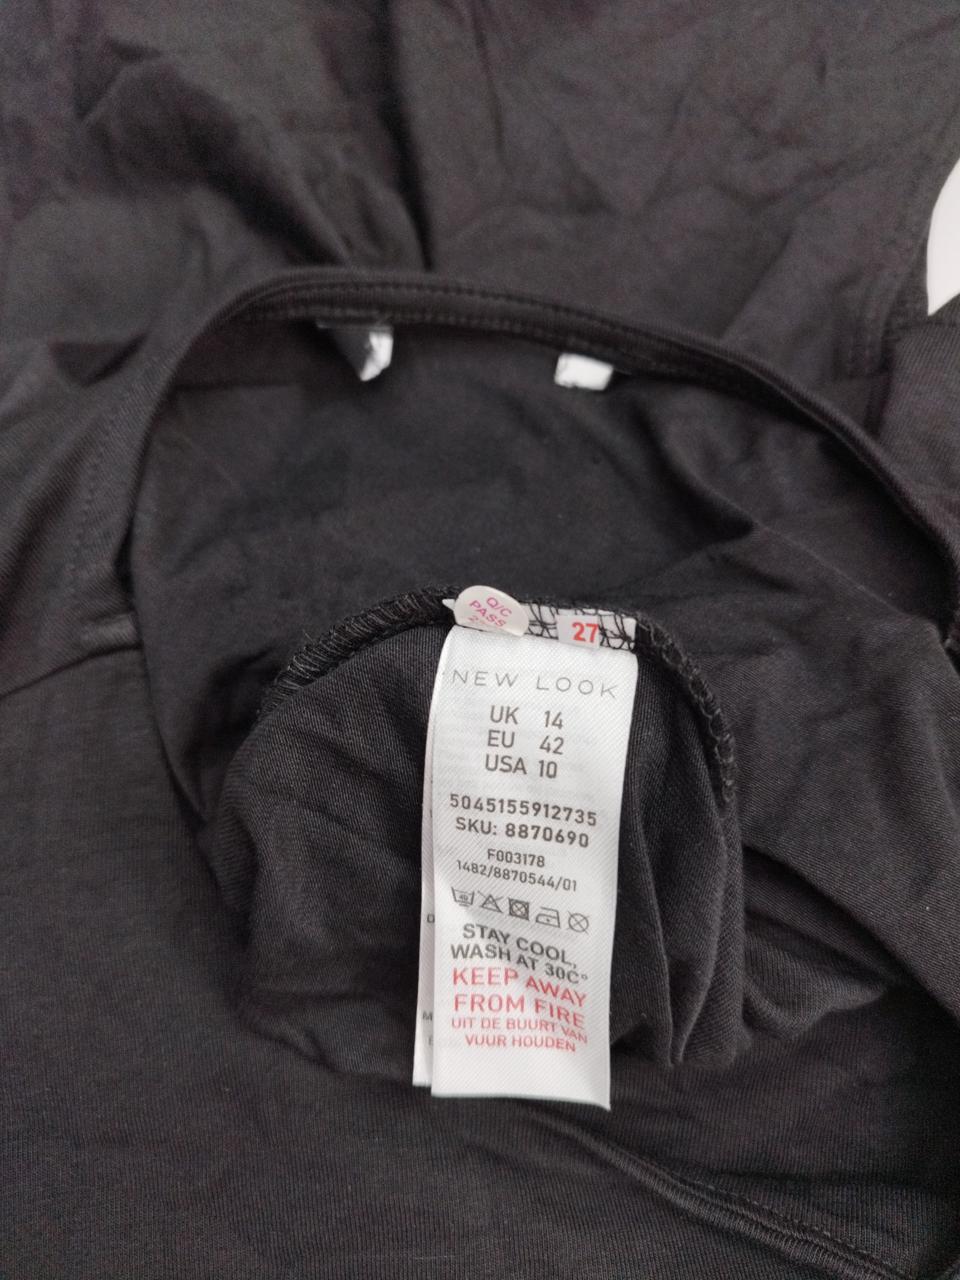 Q/C
PASS
27
NEW LOOK
UK 14
EU 42
USA 10
5045155912735
SKU: 8870690
F003178
1482/8870544/01
40
STAY COOL,
WASH AT 30C°
KEEP AWAY
FROM FIRE
UIT DE BUURT VAN
VUUR HOUDEN